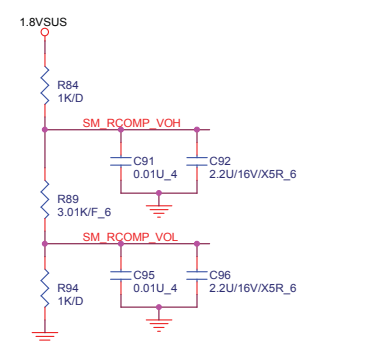 1.8VSUS
R84
1K/D
SM_RCOMP_VOH
C91
0.01U_4
C92
2.2U/16V/X5R_6
R89
3.01K/F_6
SM_RCOMP_VOL
C95
0.01U_4
C96
2.2U/16V/X5R_6
R94
1K/D